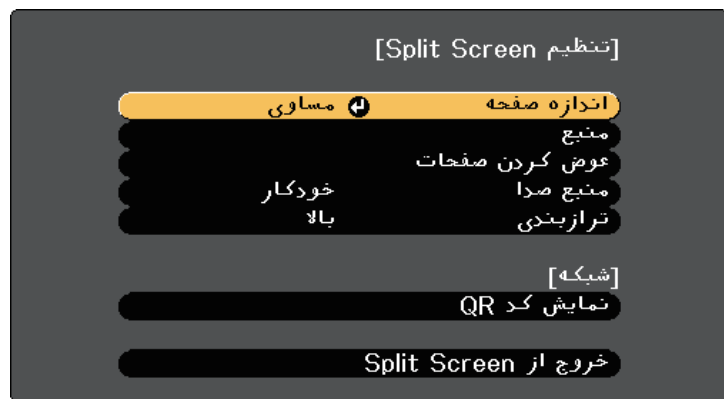 [تنظیم Split Screen]
اندازه صفحه مساوی
منبع
عوض کردن صفحات
منبع صدا خودکار
ترازبندی بالا
[شبکه]
نمایش کد QR
خروج از Split Screen